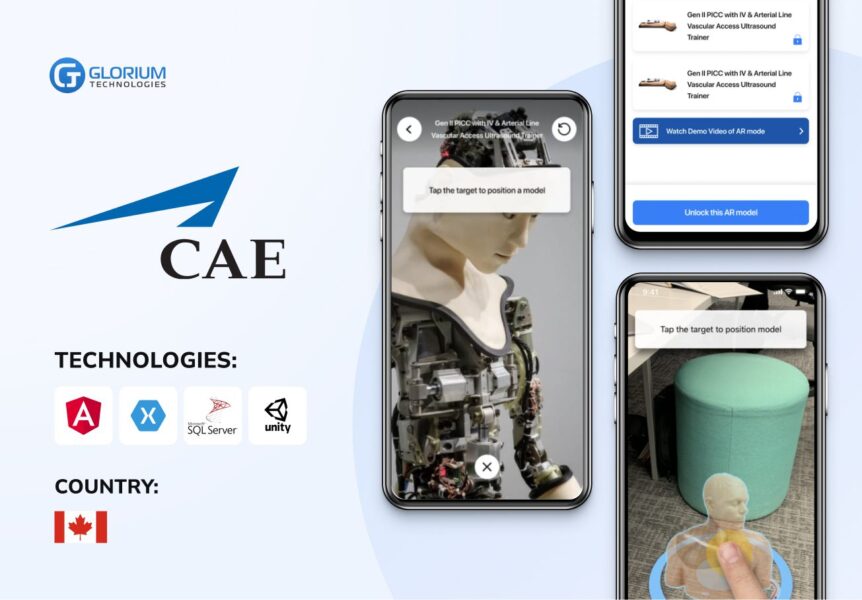 GLORIUM
TECHNOLOGIES
CAE
TECHNOLOGIES:
A
X
Microsoft
SQL Server
unity
COUNTRY:
Gen II PICC with IV & Arterial Line
Vascular Access Ultrasound Trainer
Tap the target to position a model
Gen II PICC with IV & Arterial Line
Vascular Access Ultrasound
Trainer
Gen II PICC with IV & Arterial Line
Vascular Access Ultrasound
Trainer
Watch Demo Video of AR mode
Unlock this AR model
9:41
Tap the target to position model